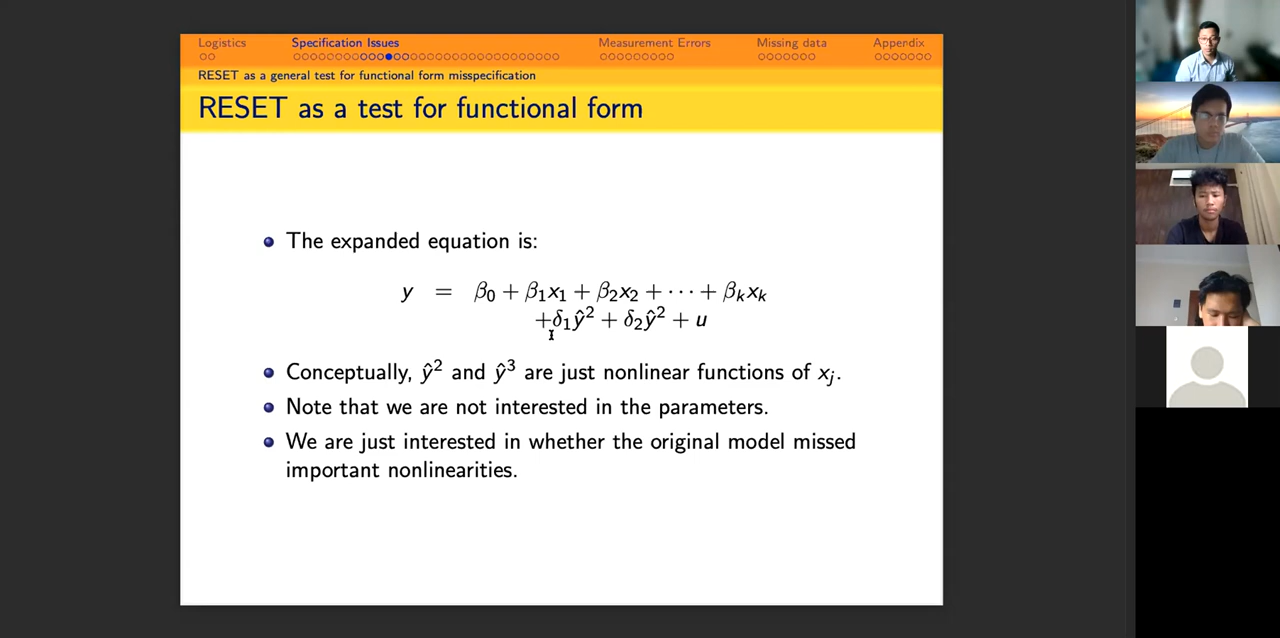 Logistics Specification Issues Measurement Errors Missing data Appendix
RESET as a general test for functional form misspecification
RESET as a test for functional form
The expanded equation is:
y = β₀ + β₁x₁ + β₂x₂ + ⋯ + βₖxₖ
+δ₁ŷ² + δ₂ŷ² + u
Conceptually, ŷ² and ŷ³ are just nonlinear functions of xⱼ.
Note that we are not interested in the parameters.
We are just interested in whether the original model missed
important nonlinearities.